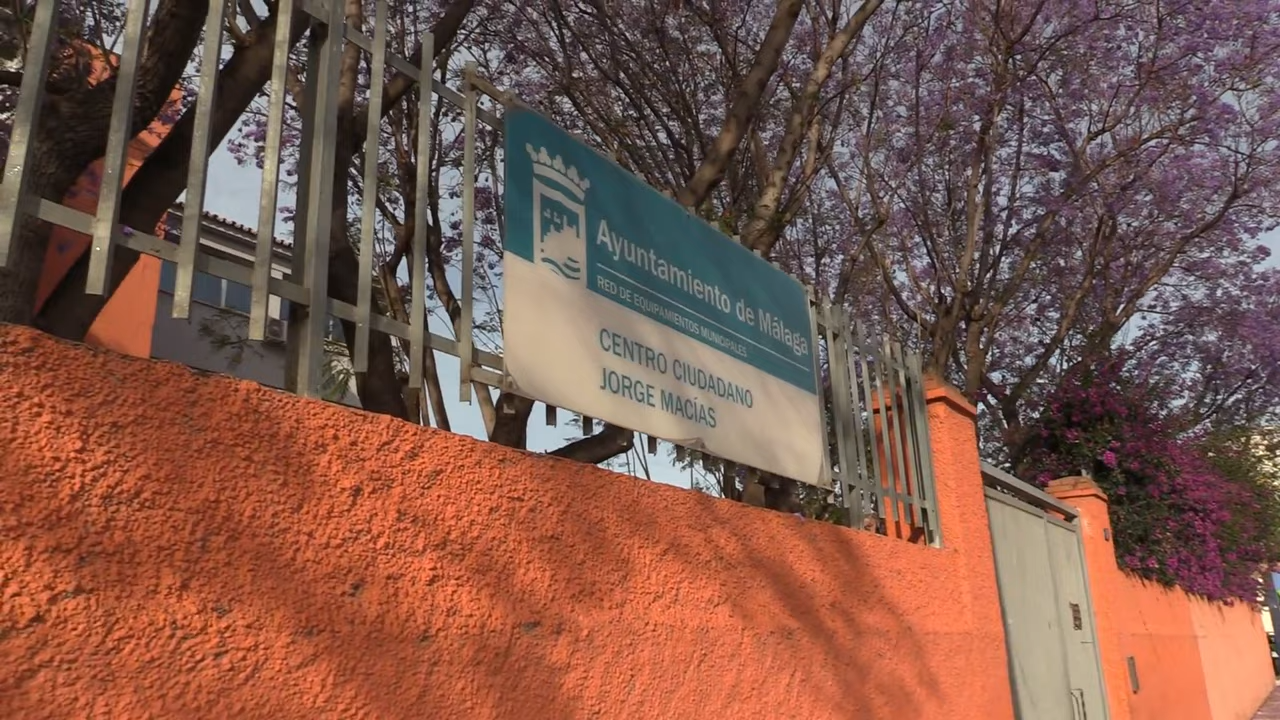 Ayuntamiento de Málaga
RED DE EQUIPAMIENTOS MUNICIPALES
CENTRO CIUDADANO
JORGE MACÍAS